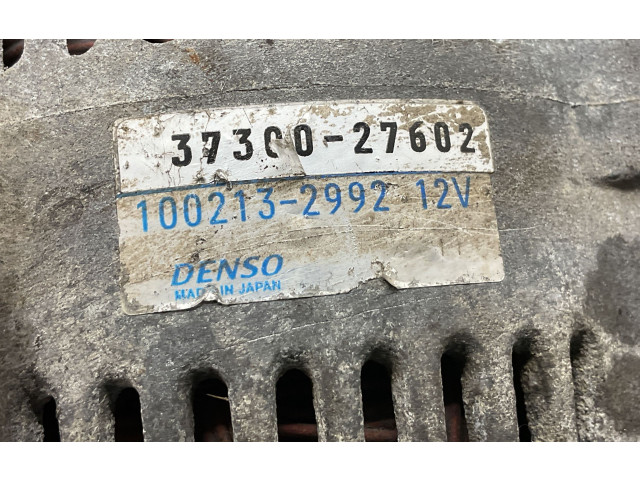 37300-27602
100213-2992 12V
DENSO
MADE IN JAPAN